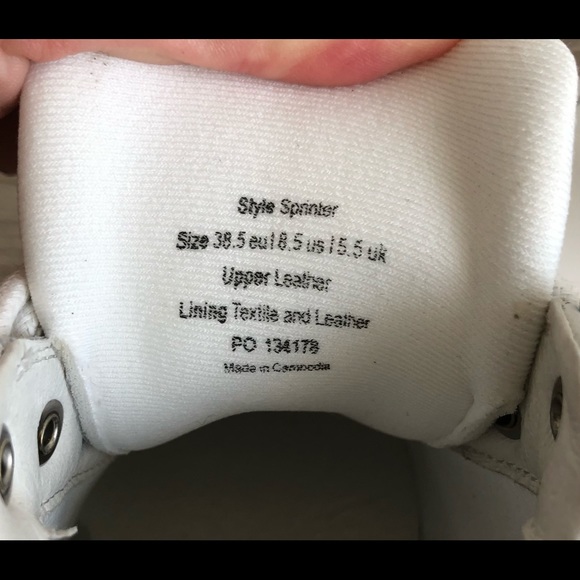 Style Sprinter
Size 38.5 eu | 8.5 us | 5.5 uk
Upper Leather
Lining Textile and Leather
PO 134178
Made in Cambodia